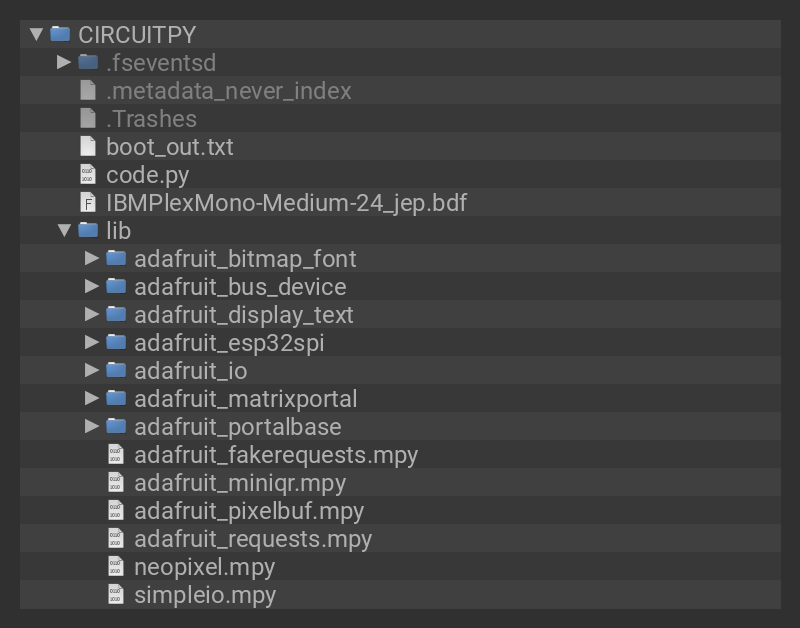 CIRCUITPY
.fseventsd
.metadata_never_index
.Trashes
boot_out.txt
code.py
IBMPlexMono-Medium-24_jep.bdf
lib
adafruit_bitmap_font
adafruit_bus_device
adafruit_display_text
adafruit_esp32spi
adafruit_io
adafruit_matrixportal
adafruit_portalbase
adafruit_fakerequests.mpy
adafruit_miniqr.mpy
adafruit_pixelbuf.mpy
adafruit_requests.mpy
neopixel.mpy
simpleio.mpy